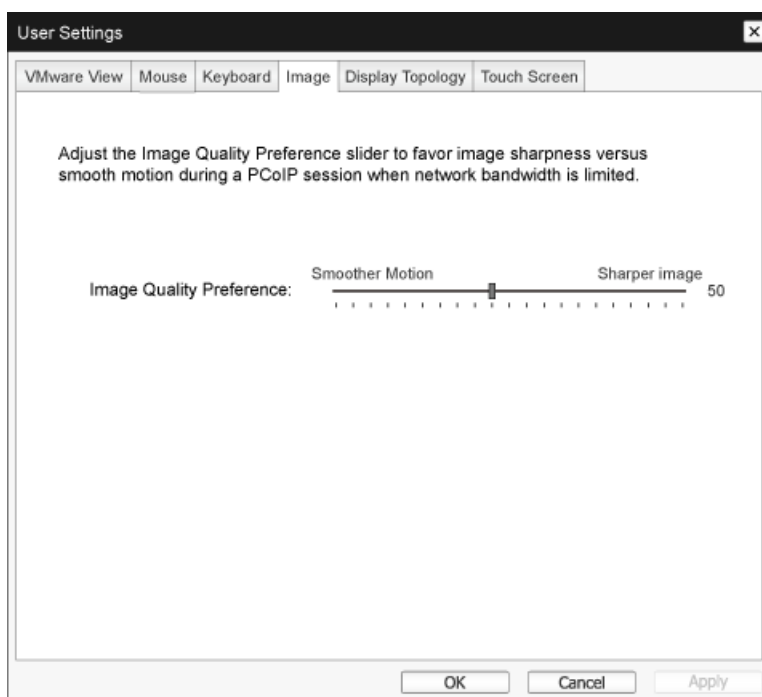 User Settings
VMware View Mouse Keyboard Image Display Topology Touch Screen
Adjust the Image Quality Preference slider to favor image sharpness versus
smooth motion during a PCoIP session when network bandwidth is limited.
Smoother Motion Sharper image
Image Quality Preference: 50
OK Cancel Apply